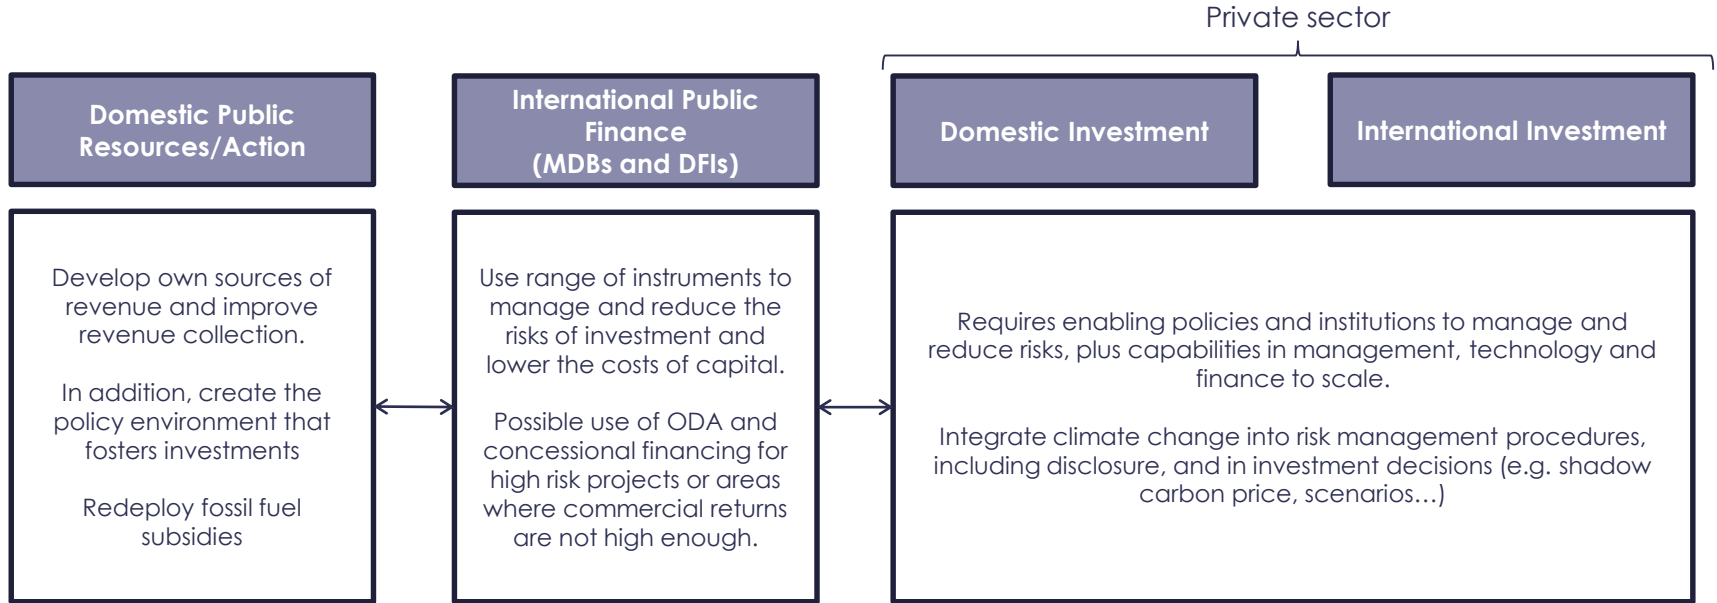 Private sector
Domestic Public
Resources/Action
International Public
Finance
(MDBs and DFIs)
Domestic Investment
International Investment
Develop own sources of
revenue and improve
revenue collection.
In addition, create the
policy environment that
fosters investments
Redeploy fossil fuel
subsidies
Use range of instruments to
manage and reduce the
risks of investment and
lower the costs of capital.
Possible use of ODA and
concessional financing for
high risk projects or areas
where commercial returns
are not high enough.
Requires enabling policies and institutions to manage and
reduce risks, plus capabilities in management, technology and
finance to scale.
Integrate climate change into risk management procedures,
including disclosure, and in investment decisions (e.g. shadow
carbon price, scenarios…)